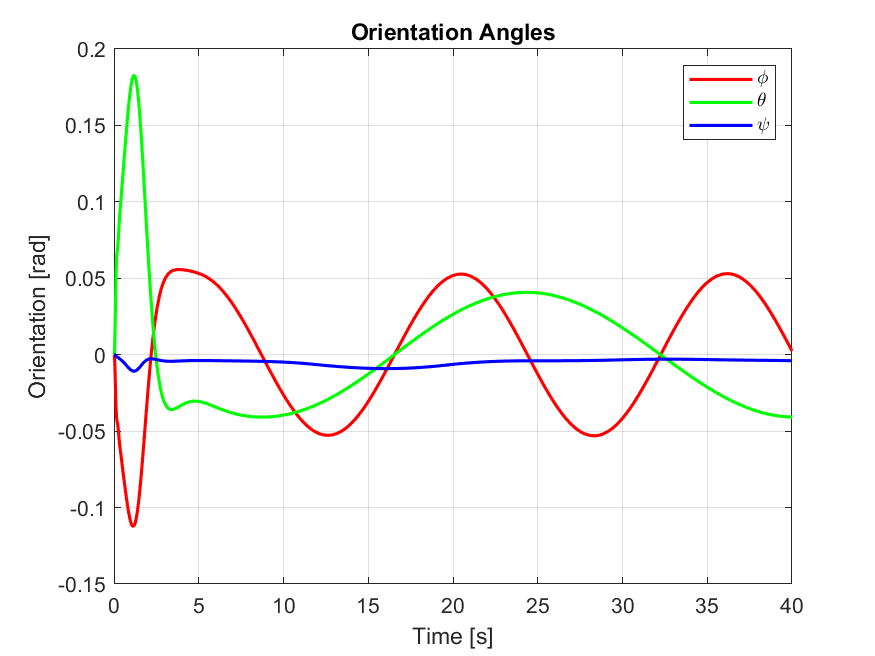 Orientation Angles
0.2
0.15
0.1
0.05
0
-0.05
-0.1
-0.15
Orientation [rad]
ϕ
θ
ψ
0 5 10 15 20 25 30 35 40
Time [s]